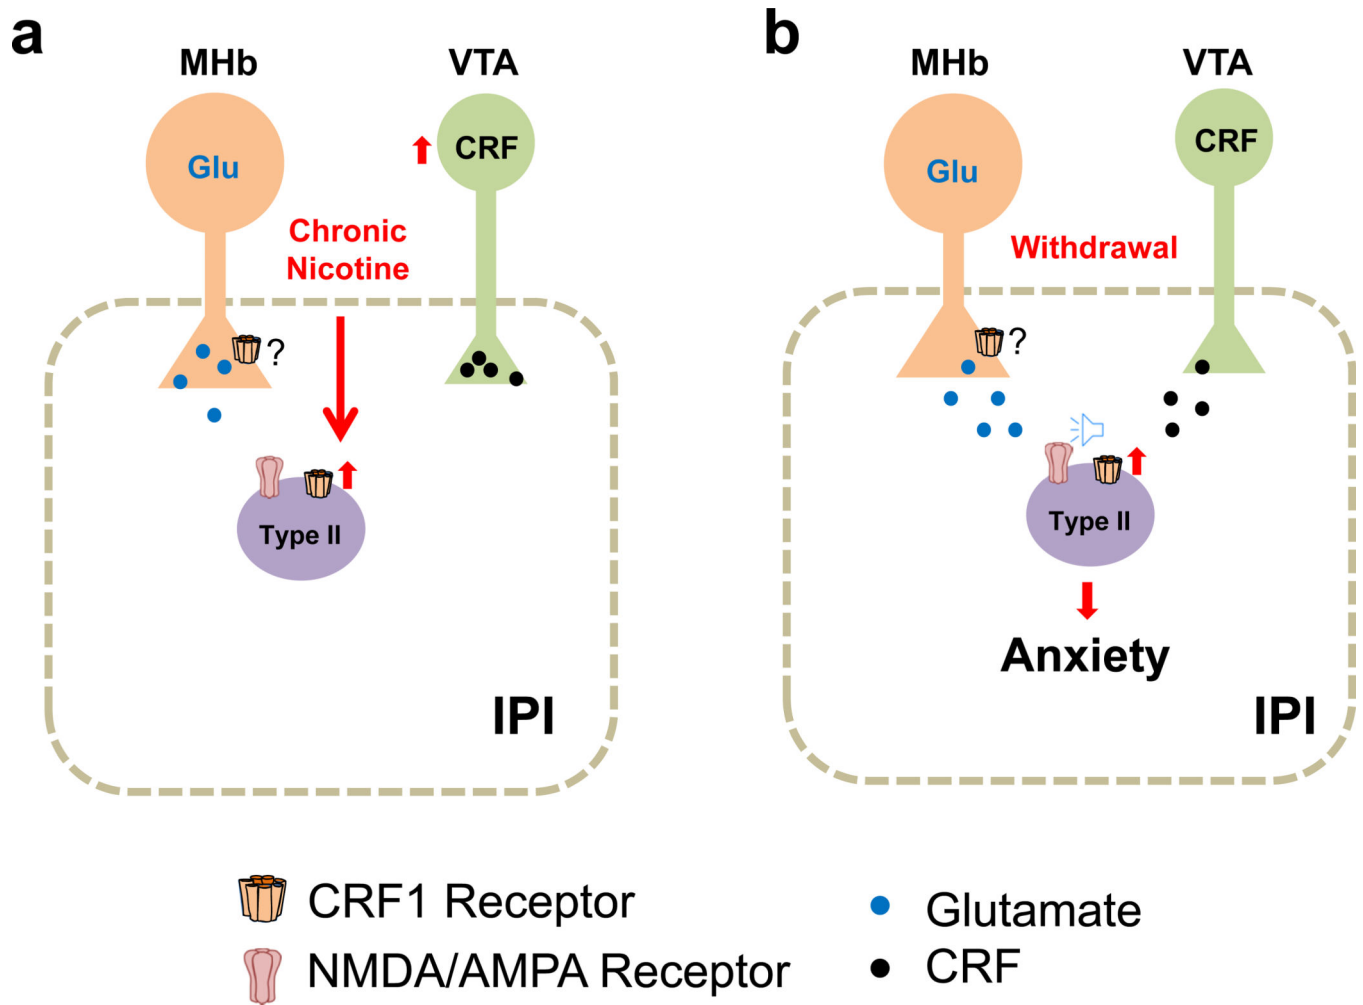 a
MHb
VTA
Glu
CRF
Chronic
Nicotine
?
Type II
IPI
b
MHb
VTA
Glu
CRF
Withdrawal
?
Type II
Anxiety
IPI
CRF1 Receptor
NMDA/AMPA Receptor
Glutamate
CRF